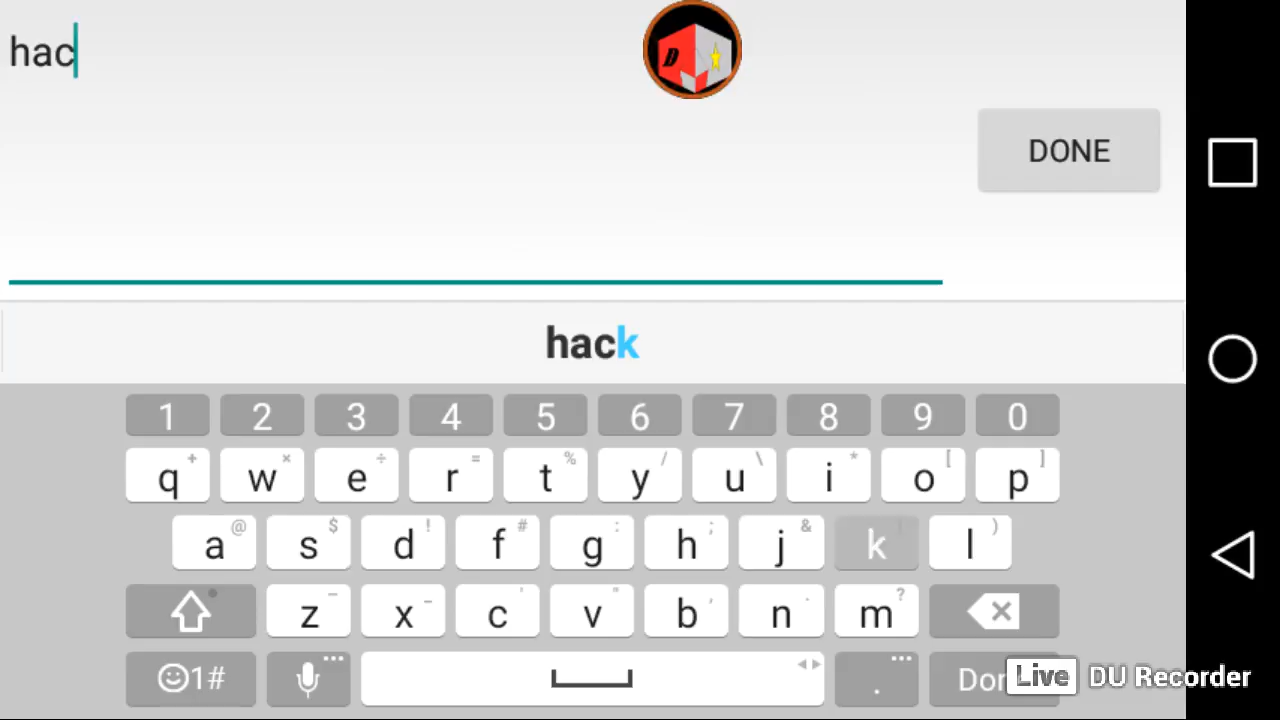 hac
D
DONE
hack
1 2 3 4 5 6 7 8 9 0
q + w × e ÷ r = t % y / u \ i * o [ p ]
a @ s $ d ! f # g : h ; j & k l )
z x c ' v " b , n . m ?
1# ... ... .
Live DU Recorder